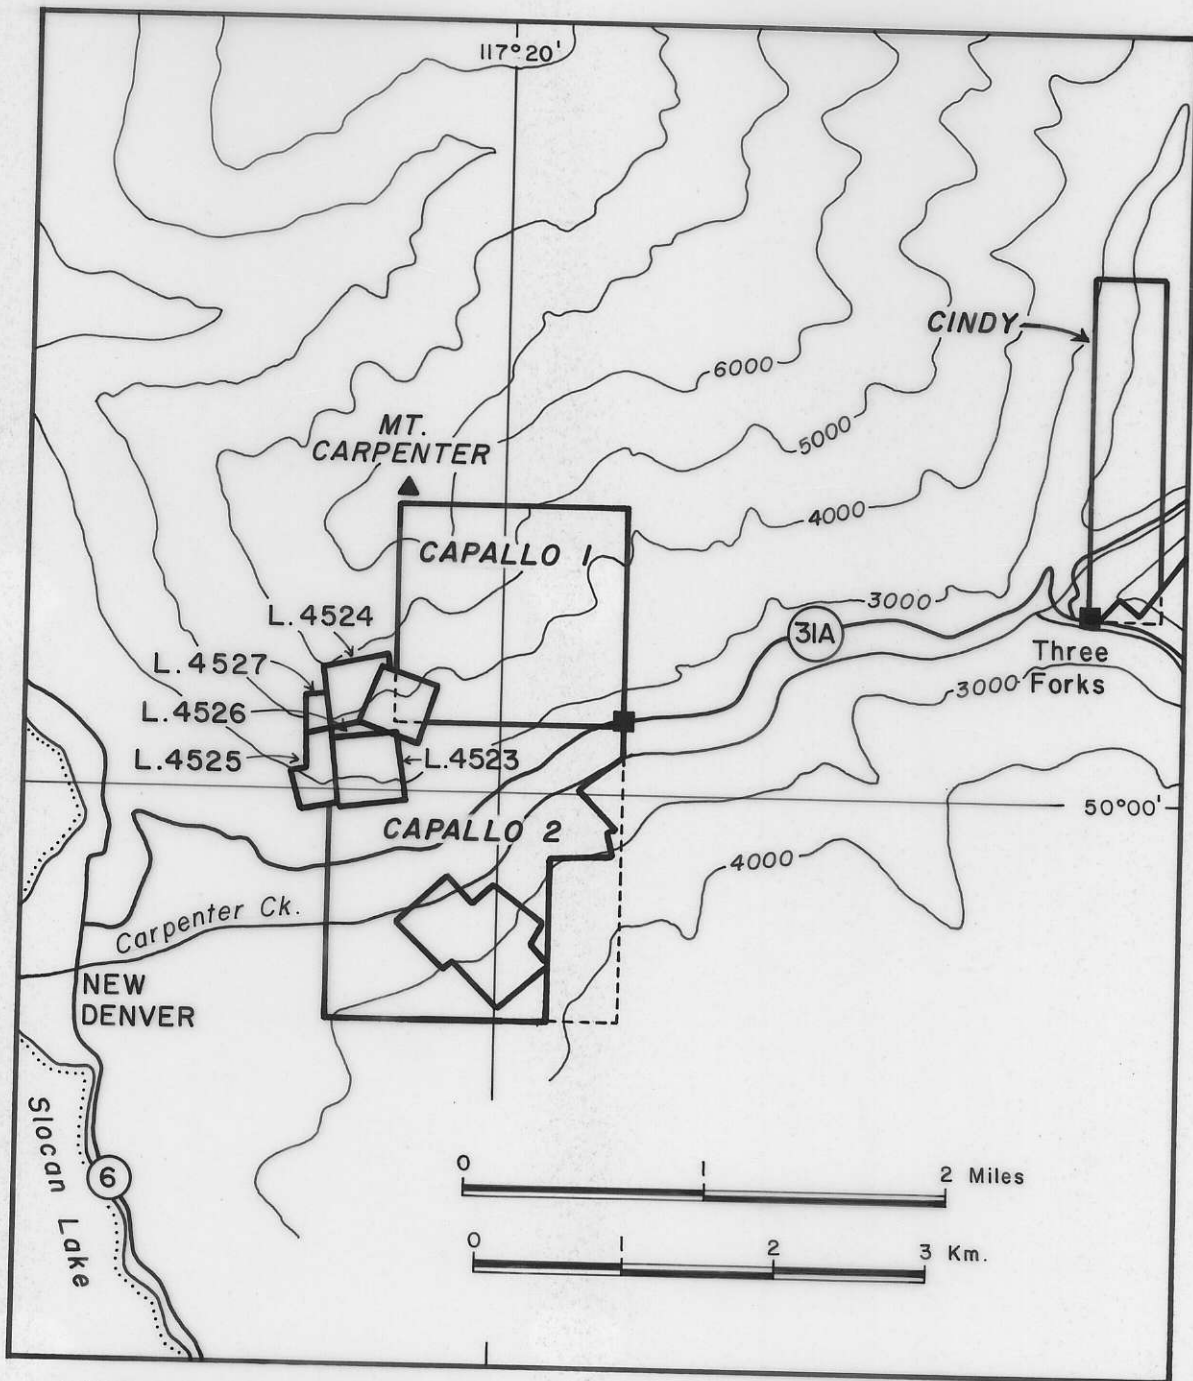 117°20'
CINDY
6000
MT.
CARPENTER
5000
4000
CAPALLO 1
L.4524
3000
31A
Three
Forks
L.4527
3000
L.4526
L.4525
L.4523
50°00'
CAPALLO 2
4000
Carpenter Ck.
NEW
DENVER
Slocan Lake
6
0 1 2 Miles
0 1 2 3 Km.